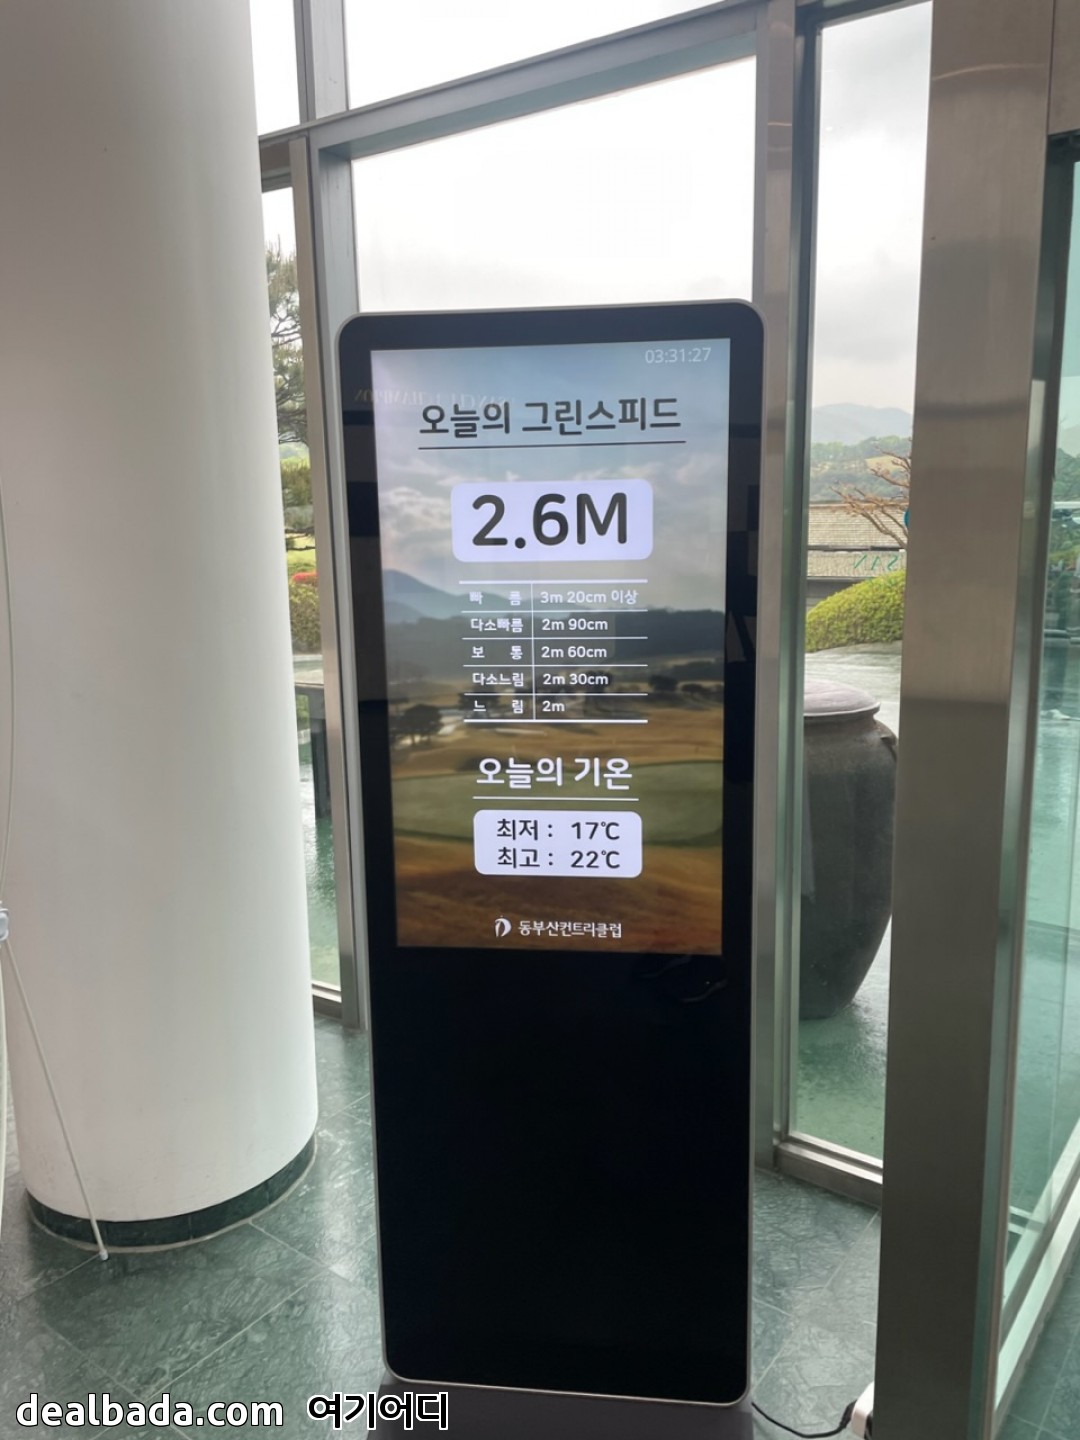 03:31:27
오늘의 그린스피드
2.6M
빠 름 3m 20cm 이상
다소빠름 2m 90cm
보 통 2m 60cm
다소느림 2m 30cm
느 림 2m
오늘의 기온
최저 : 17℃
최고 : 22℃
동부산컨트리클럽
dealbada.com 여기어디